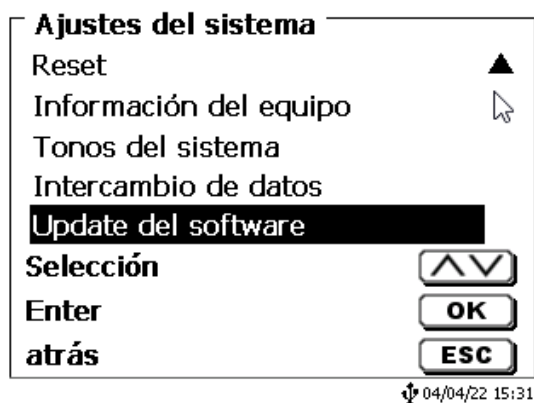 Ajustes del sistema
Reset
Información del equipo
Tonos del sistema
Intercambio de datos
Update del software
Selección
Enter OK
atrás ESC
04/04/22 15:31